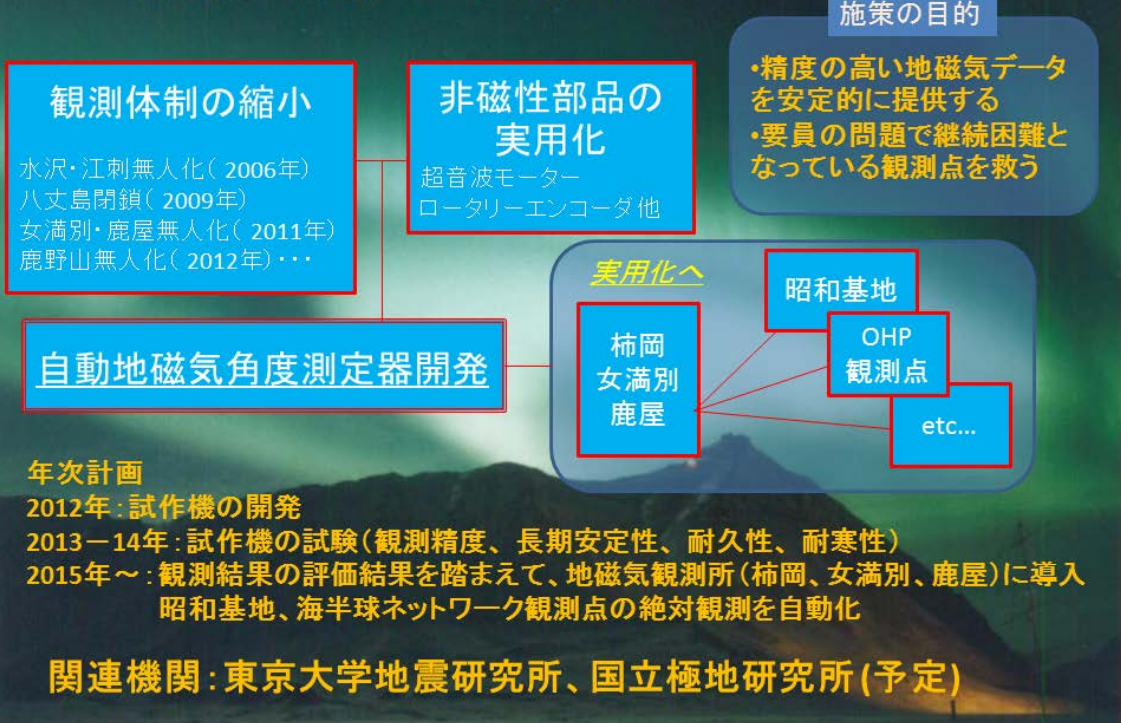 施策の目的
・精度の高い地磁気データ
を安定的に提供する
・要員の問題で継続困難と
なっている観測点を救う
観測体制の縮小
水沢・江刺無人化( 2006年)
八丈島閉鎖( 2009年)
女満別・鹿屋無人化( 2011年)
鹿野山無人化( 2012年)・・・
非磁性部品の
実用化
超音波モーター
ロータリーエンコーダ他
自動地磁気角度測定器開発
実用化へ
柿岡
女満別
鹿屋
昭和基地
OHP
観測点
etc…
年次計画
2012年:試作機の開発
2013-14年:試作機の試験(観測精度、長期安定性、耐久性、耐寒性)
2015年~:観測結果の評価結果を踏まえて、地磁気観測所(柿岡、女満別、鹿屋)に導入
昭和基地、海半球ネットワーク観測点の絶対観測を自動化
関連機関:東京大学地震研究所、国立極地研究所(予定)